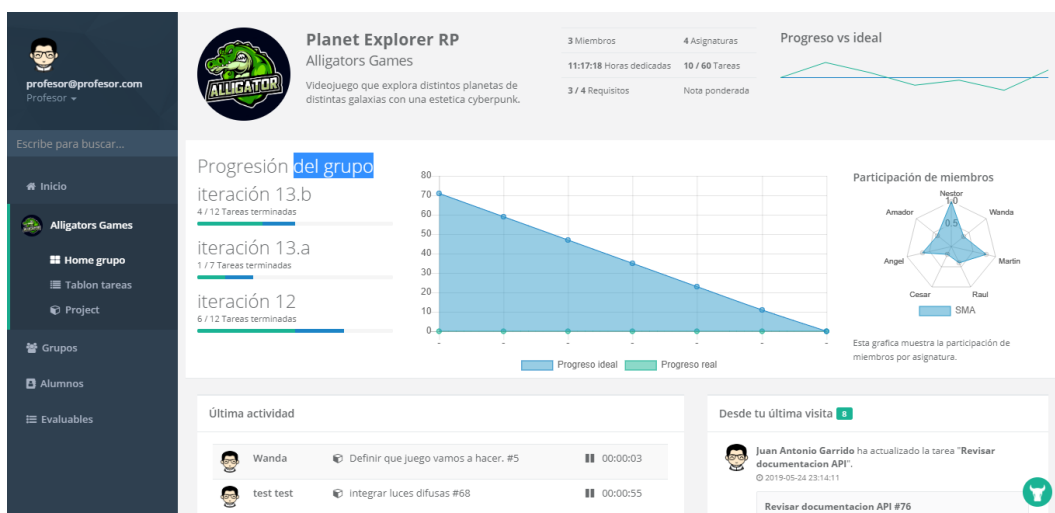 profesor@profesor.com
Profesor
Escribe para buscar...
Inicio
Alligators Games
Home grupo
Tablon tareas
Project
Grupos
Alumnos
Evaluables
ALLIGATOR
Planet Explorer RP
Alligators Games
Videojuego que explora distintos planetas de
distintas galaxias con una estetica cyberpunk.
3 Miembros 4 Asignaturas
11:17:18 Horas dedicadas 10 / 60 Tareas
3 / 4 Requisitos Nota ponderada
Progreso vs ideal
Progresión del grupo
iteración 13.b
4 / 12 Tareas terminadas
iteración 13.a
1 / 7 Tareas terminadas
iteración 12
6 / 12 Tareas terminadas
80
70
60
50
40
30
20
10
0
- - - - - - -
Progreso ideal Progreso real
Participación de miembros
Nestor
1.0
Amador Wanda
0.5
Angel Martin
Cesar Raul
SMA
Esta grafica muestra la participación de
miembros por asignatura.
Última actividad
Wanda Definir que juego vamos a hacer. #5 00:00:03
test test integrar luces difusas #68 00:00:55
Desde tu última visita 8
Juan Antonio Garrido ha actualizado la tarea "Revisar
documentacion API".
2019-05-24 23:14:11
Revisar documentacion API #76